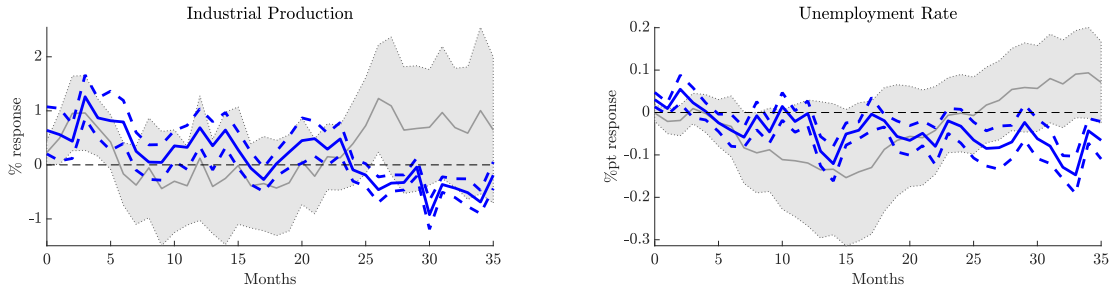 Industrial Production
2
1
0
-1
% response
0 5 10 15 20 25 30 35
Months
Unemployment Rate
0.2
0.1
0
-0.1
-0.2
-0.3
%pt response
0 5 10 15 20 25 30 35
Months